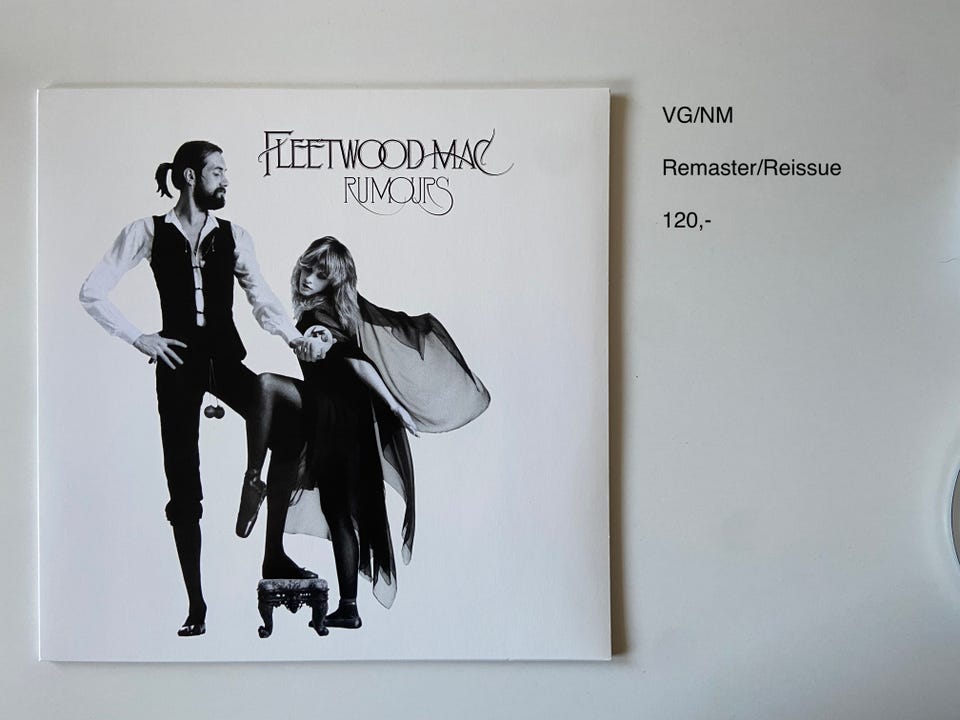 FLEETWOOD MAC
RUMOURS
VG/NM
Remaster/Reissue
120,-